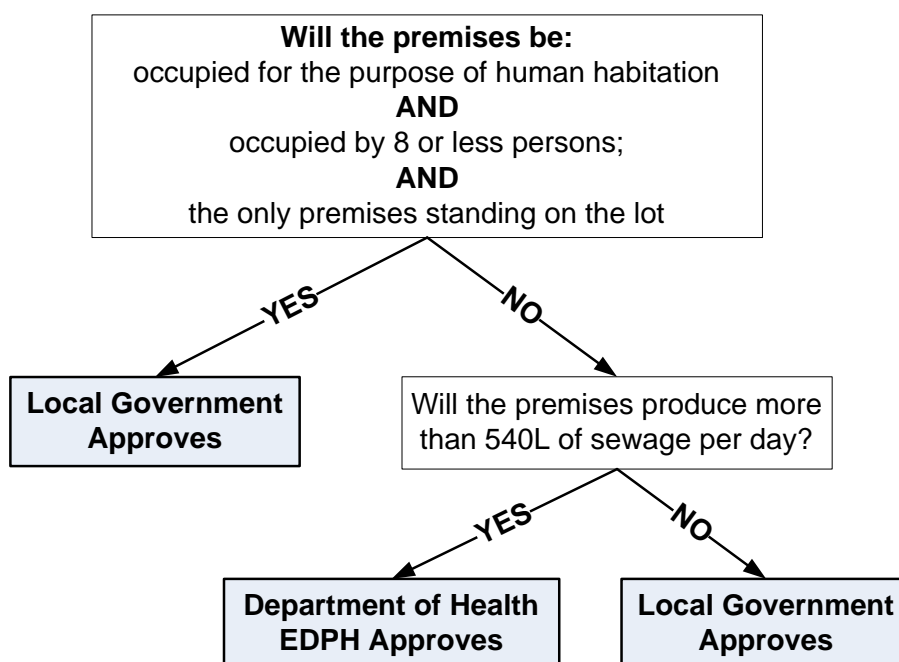 Will the premises be:
occupied for the purpose of human habitation
AND
occupied by 8 or less persons;
AND
the only premises standing on the lot
YES
NO
Local Government
Approves
Will the premises produce more
than 540L of sewage per day?
YES
NO
Department of Health
EDPH Approves
Local Government
Approves